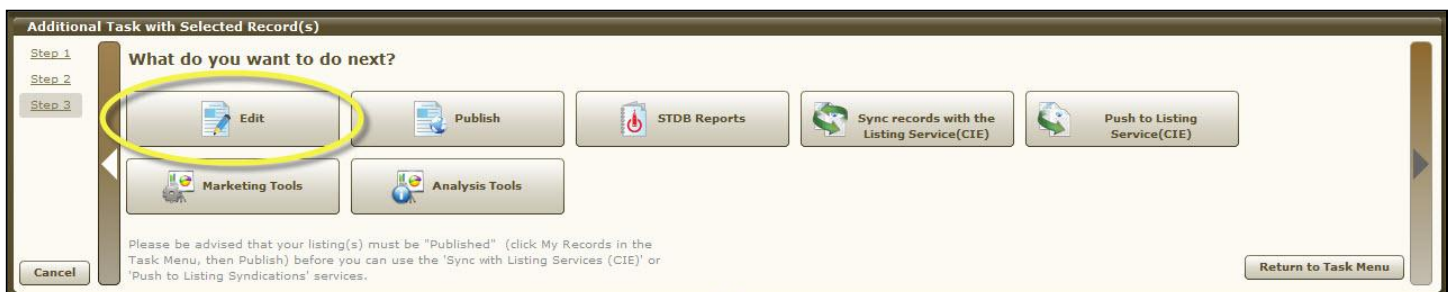 Additional Task with Selected Record(s)
Step 1
Step 2
Step 3
What do you want to do next?
Edit
Publish
STDB Reports
Sync records with the
Listing Service(CIE)
Push to Listing
Service(CIE)
Marketing Tools
Analysis Tools
Please be advised that your listing(s) must be "Published" (click My Records in the
Task Menu, then Publish) before you can use the 'Sync with Listing Services (CIE)' or
'Push to Listing Syndications' services.
Cancel
Return to Task Menu